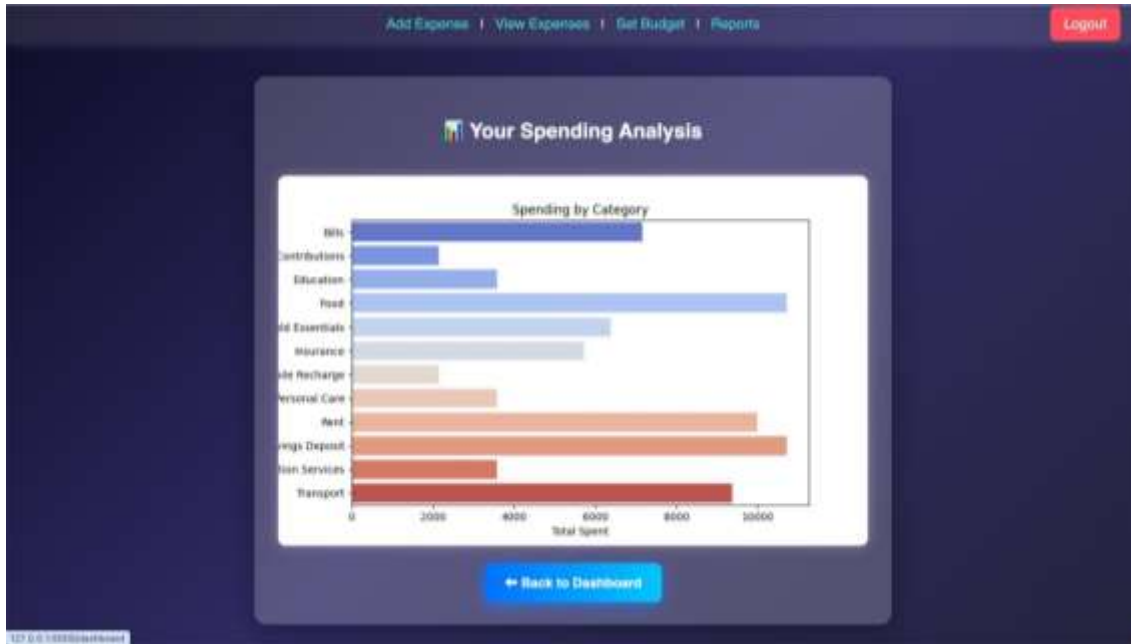 Add Expense | View Expenses | Set Budget | Reports
Logout
Your Spending Analysis
Spending by Category
Bills
Contributions
Education
Food
ld Essentials
Insurance
ile Recharge
Personal Care
Rent
ings Deposit
tion Services
Transport
0 2000 4000 6000 8000 10000
Total Spent
← Back to Dashboard